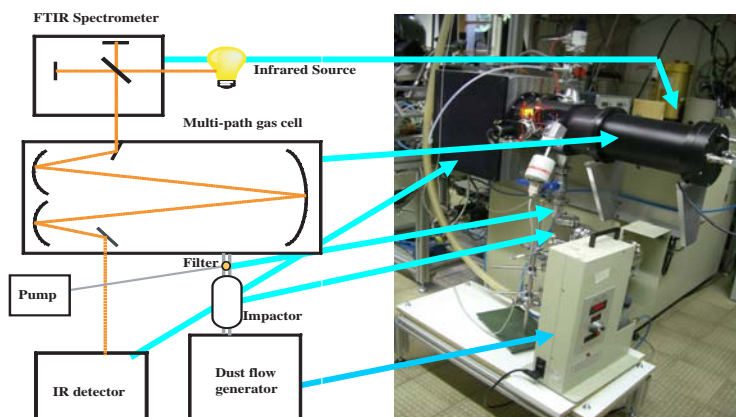 FTIR Spectrometer
Infrared Source
Multi-path gas cell
Filter
Pump
Impactor
IR detector
Dust flow
generator